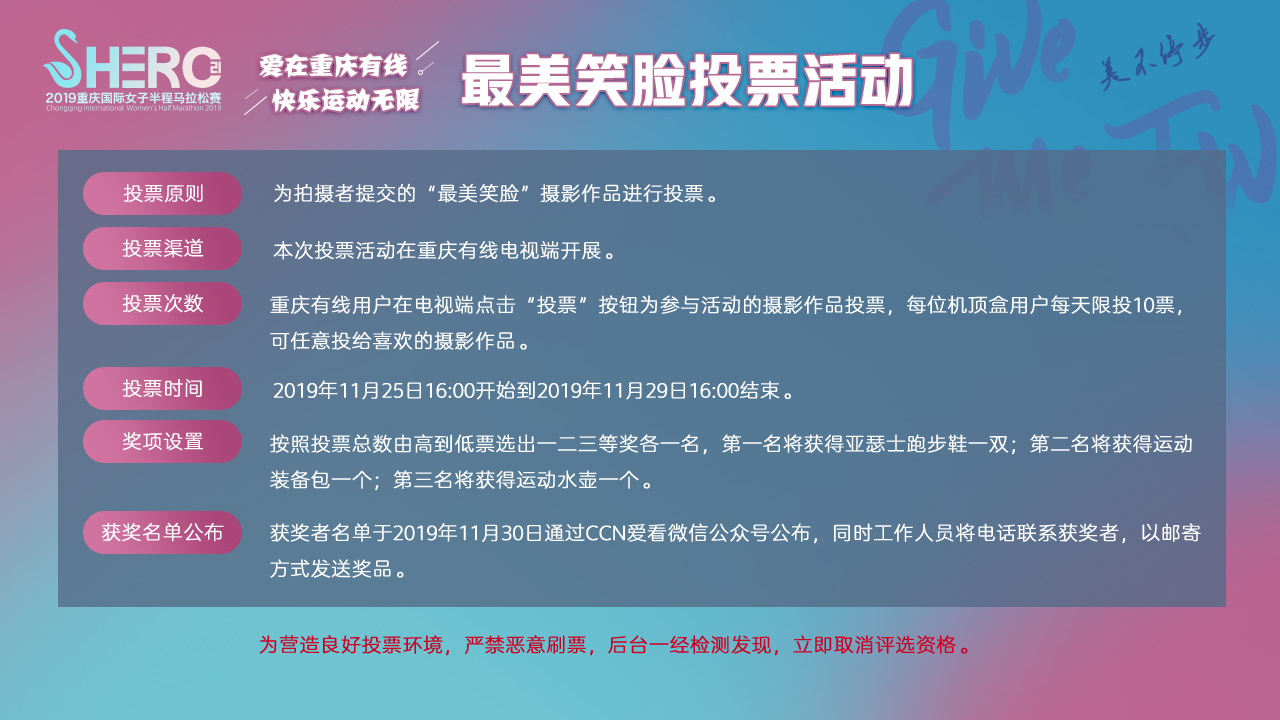 SHERO
21
2019重庆国际女子半程马拉松赛
Chongqing International Women's Half Marathon 2019
爱在重庆有线
快乐运动无限
最美笑脸投票活动
Give
Me
美不停步
投票原则
为拍摄者提交的“最美笑脸”摄影作品进行投票。
投票渠道
本次投票活动在重庆有线电视端开展。
投票次数
重庆有线用户在电视端点击“投票”按钮为参与活动的摄影作品投票，每位机顶盒用户每天限投10票，
可任意投给喜欢的摄影作品。
投票时间
2019年11月25日16:00开始到2019年11月29日16:00结束。
奖项设置
按照投票总数由高到低票选出一二三等奖各一名，第一名将获得亚瑟士跑步鞋一双；第二名将获得运动
装备包一个；第三名将获得运动水壶一个。
获奖名单公布
获奖者名单于2019年11月30日通过CCN爱看微信公众号公布，同时工作人员将电话联系获奖者，以邮寄
方式发送奖品。
为营造良好投票环境，严禁恶意刷票，后台一经检测发现，立即取消评选资格。